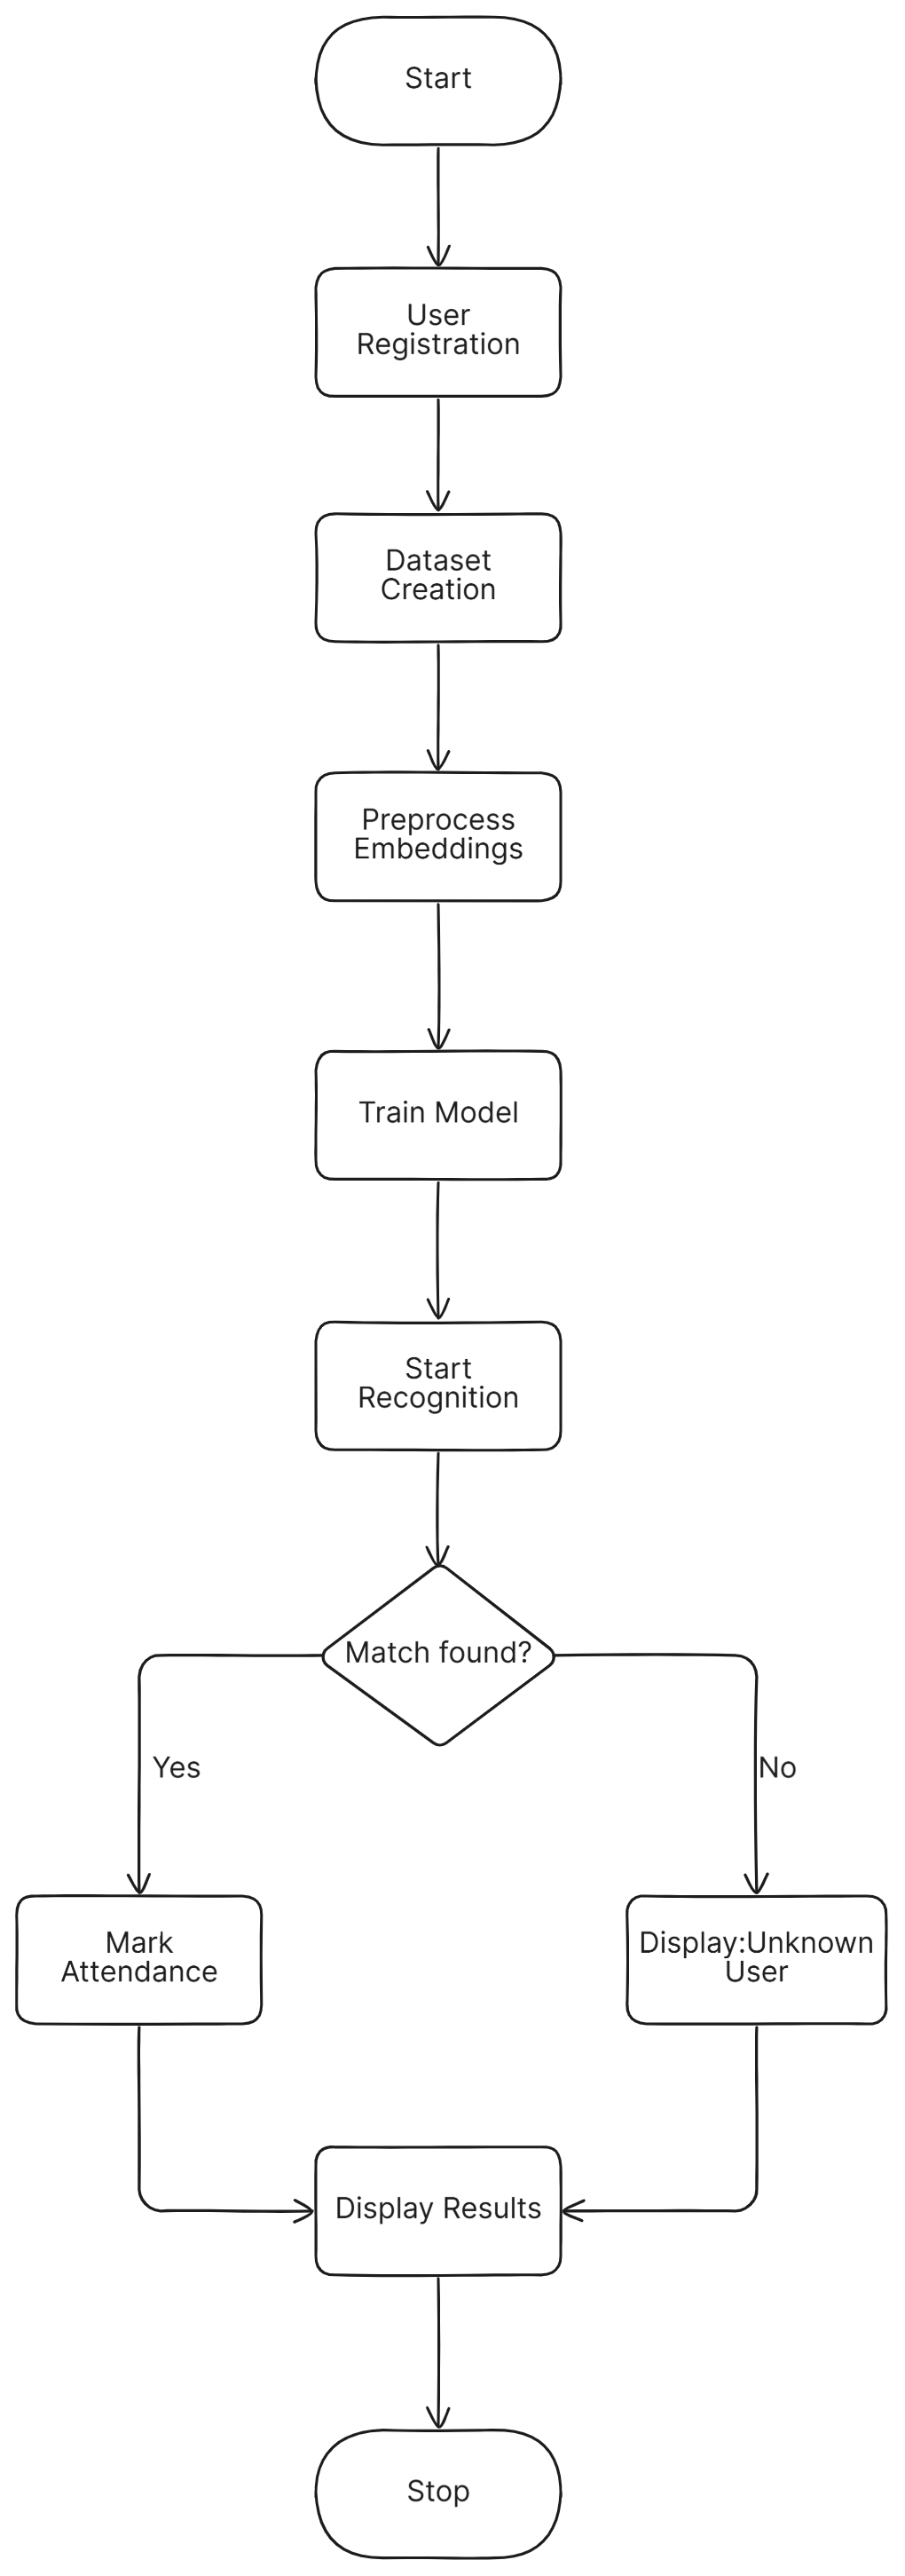 Start
User
Registration
Dataset
Creation
Preprocess
Embeddings
Train Model
Start
Recognition
Match found?
Yes
No
Mark
Attendance
Display:Unknown
User
Display Results
Stop